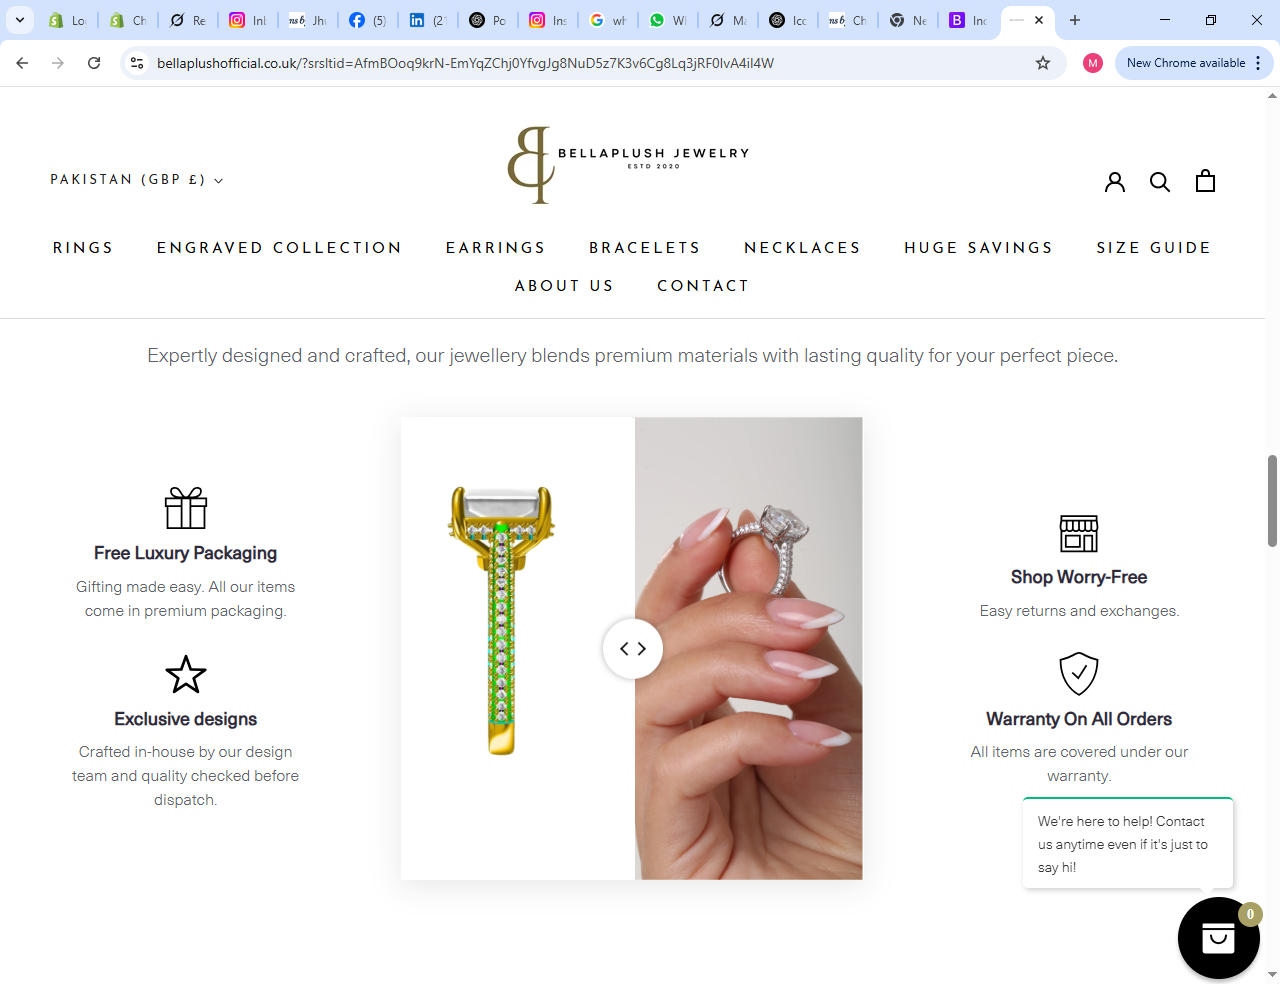 Lo
Ch
Re
Inl
ns b
Jhu
(5)
(2
Po
Ins
wh
Wl
Ma
Icc
ns b
Ch
Ne
B
Inc
bellaplushofficial.co.uk/?srsltid=AfmBOoq9krN-EmYqZChj0YfvgJg8NuD5z7K3v6Cg8Lq3jRF0IvA4iI4W
M
New Chrome available
PAKISTAN (GBP £)
B
BELLAPLUSH JEWELRY
ESTD 2020
RINGS ENGRAVED COLLECTION EARRINGS BRACELETS NECKLACES HUGE SAVINGS SIZE GUIDE
ABOUT US CONTACT
Expertly designed and crafted, our jewellery blends premium materials with lasting quality for your perfect piece.
Free Luxury Packaging
Gifting made easy. All our items
come in premium packaging.
Exclusive designs
Crafted in-house by our design
team and quality checked before
dispatch.
Shop Worry-Free
Easy returns and exchanges.
Warranty On All Orders
All items are covered under our
warranty.
We're here to help! Contact
us anytime even if it's just to
say hi!
0